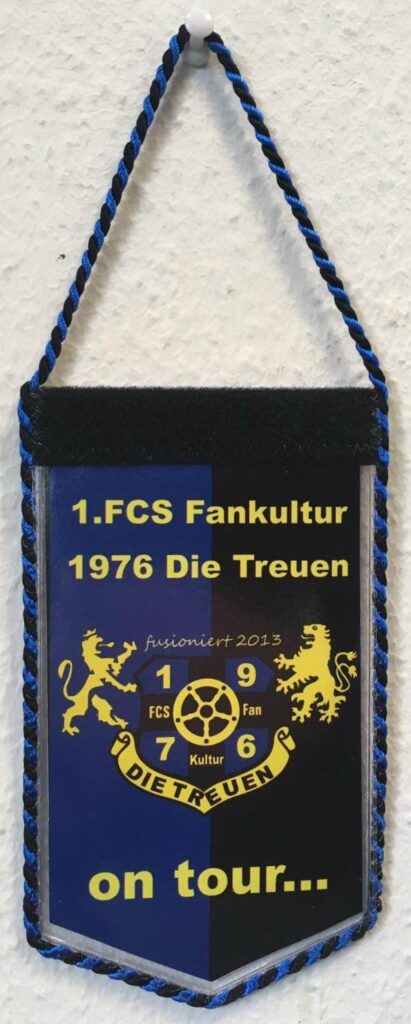 1.FCS Fankultur
1976 Die Treuen
fusioniert 2013
1 9
FCS Fan
7 6
Kultur
DIE TREUEN
on tour...